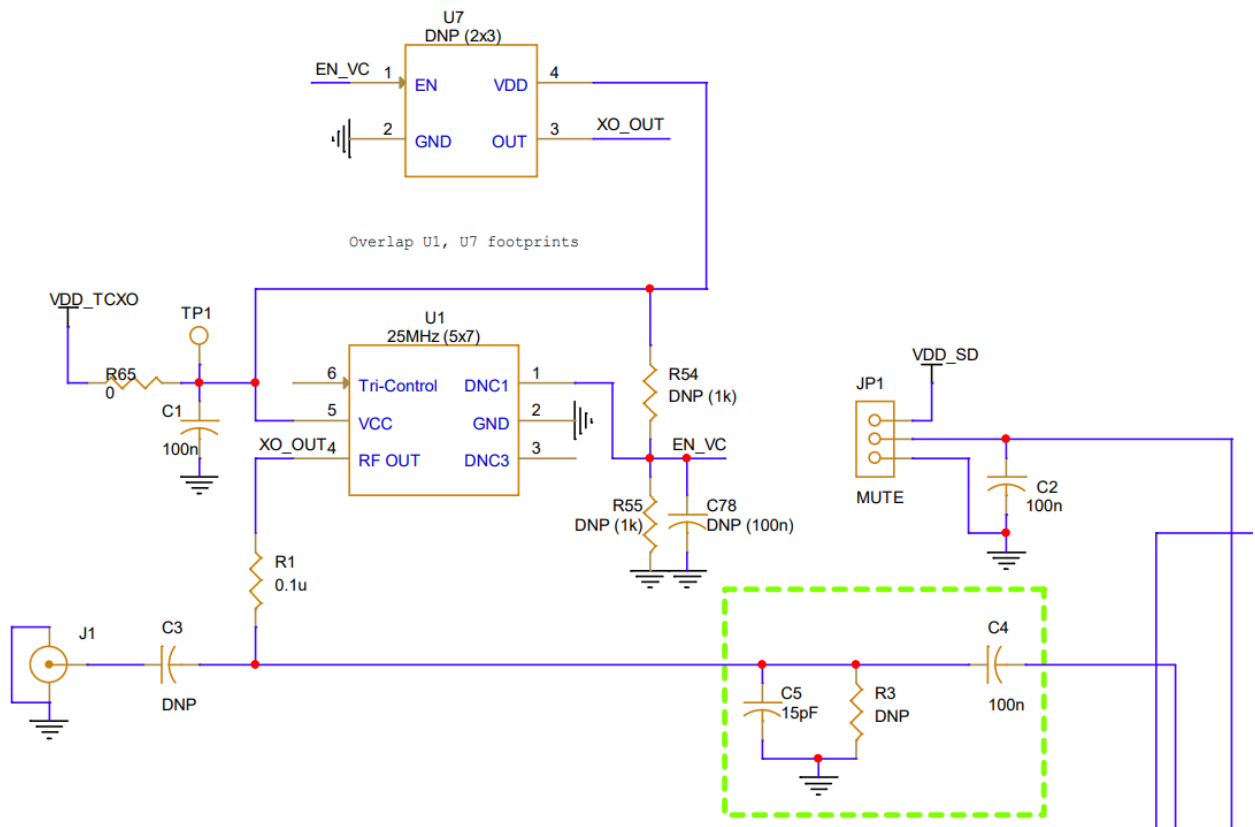 U7
DNP (2x3)
EN_VC
1
EN
VDD
4
2
GND
OUT
3
XO_OUT
Overlap U1, U7 footprints
VDD_TCXO
TP1
R65
0
C1
100n
U1
25MHz (5x7)
6
Tri-Control
DNC1
1
5
VCC
GND
2
XO_OUT
4
RF OUT
DNC3
3
R54
DNP (1k)
EN_VC
R55
DNP (1k)
C78
DNP (100n)
VDD_SD
JP1
MUTE
C2
100n
R1
0.1u
J1
C3
DNP
C5
15pF
R3
DNP
C4
100n